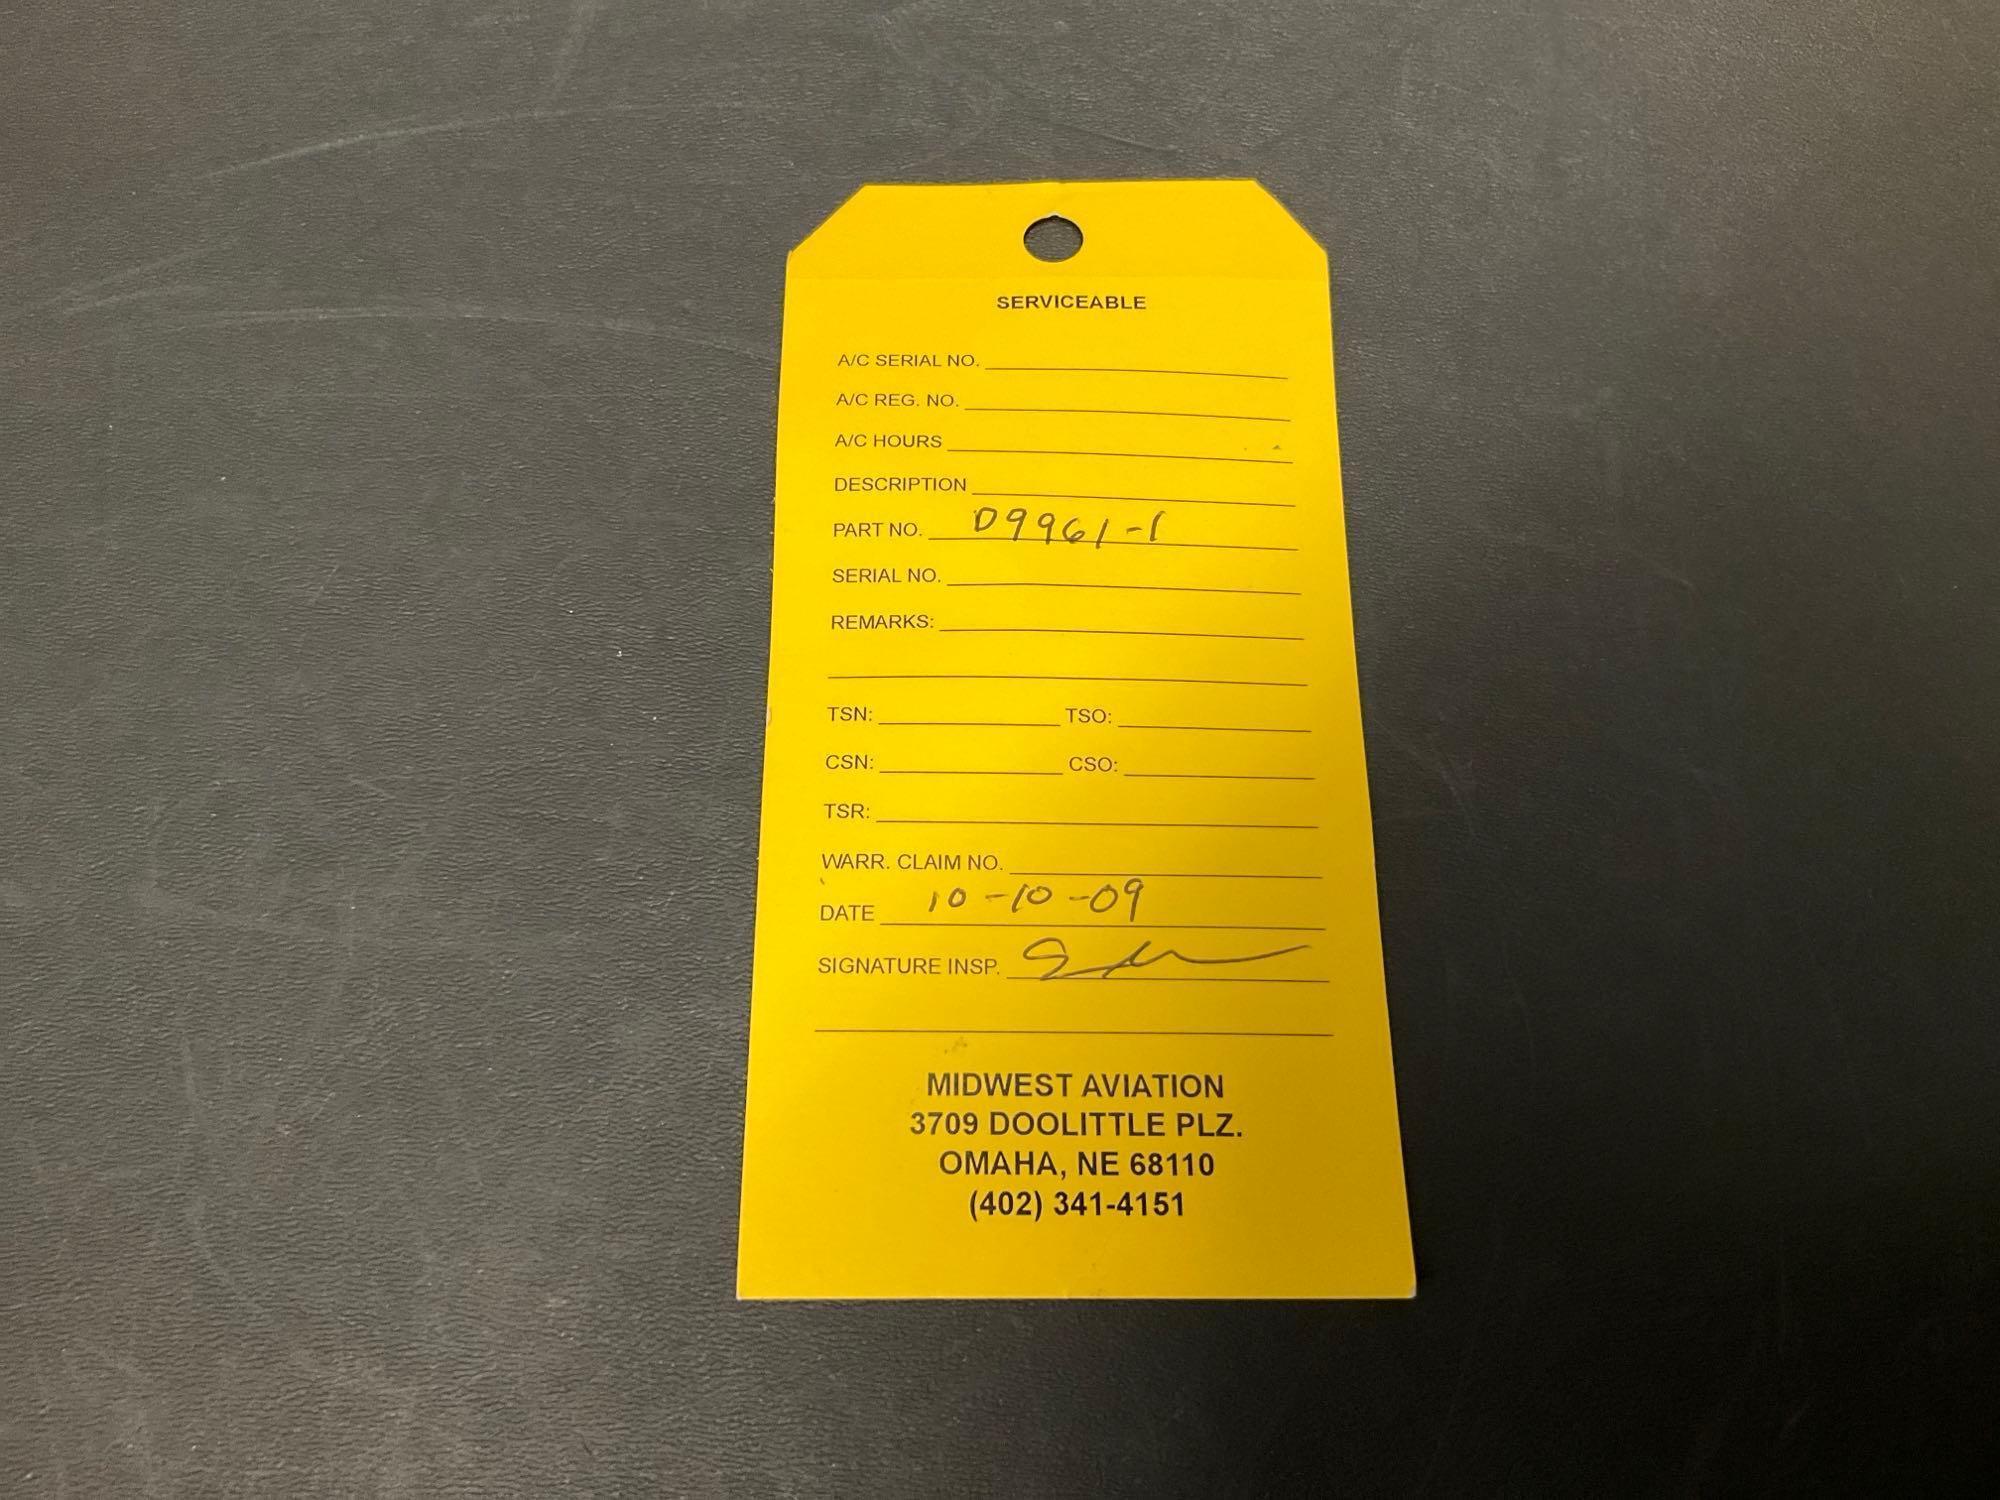 SERVICEABLE
A/C SERIAL NO.
A/C REG. NO.
A/C HOURS
DESCRIPTION
PART NO. D9961-1
SERIAL NO.
REMARKS:
TSN: TSO:
CSN: CSO:
TSR:
WARR. CLAIM NO.
DATE 10-10-09
SIGNATURE INSP.
MIDWEST AVIATION
3709 DOOLITTLE PLZ.
OMAHA, NE 68110
(402) 341-4151